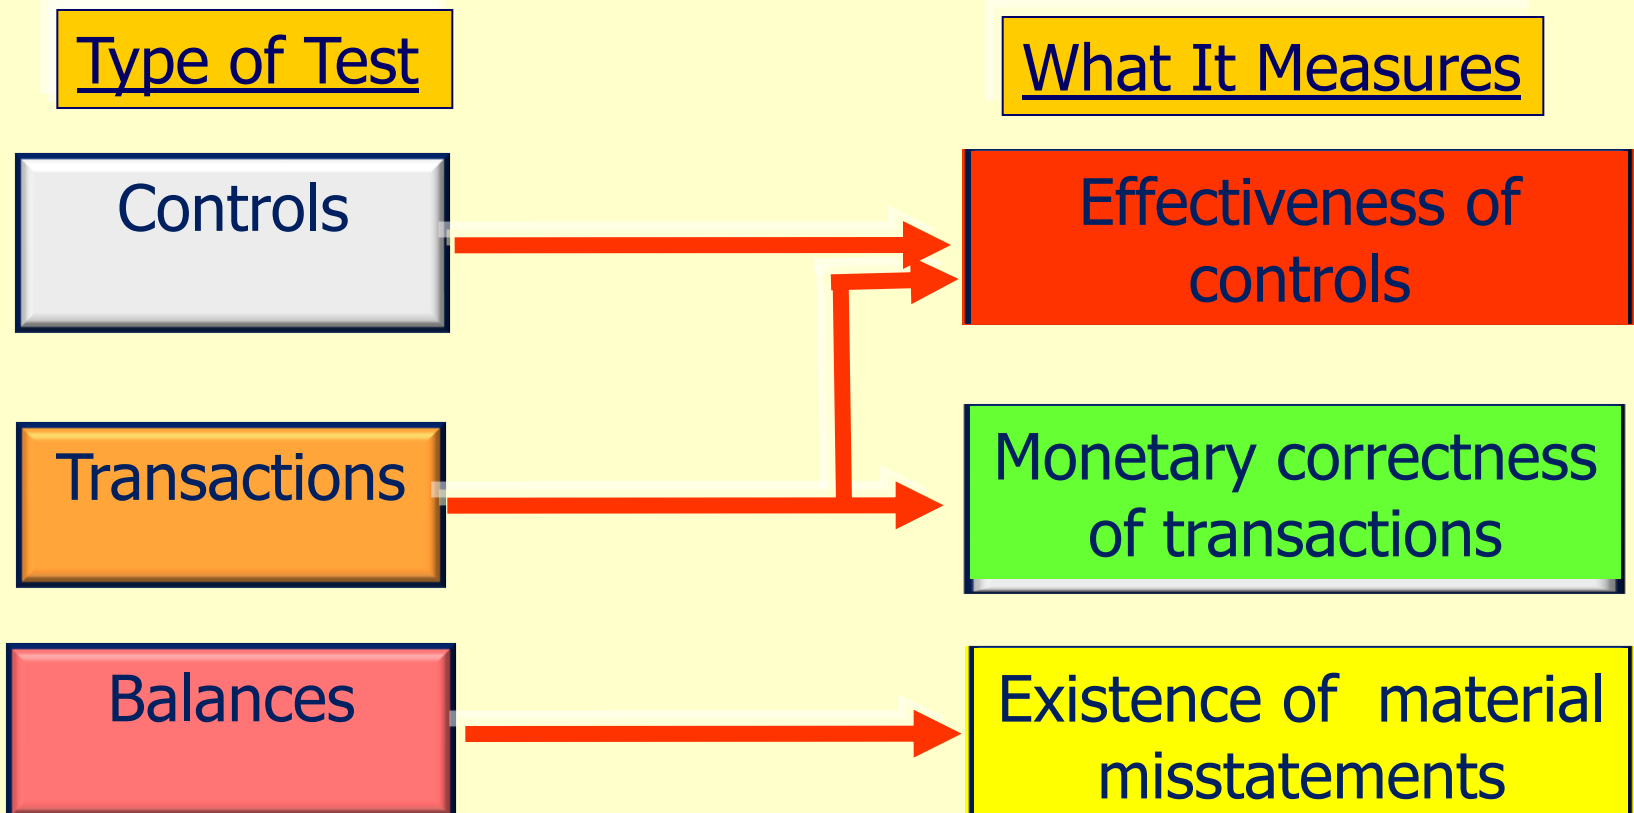 Type of Test
What It Measures
Controls
Effectiveness of
controls
Transactions
Monetary correctness
of transactions
Balances
Existence of  material
misstatements